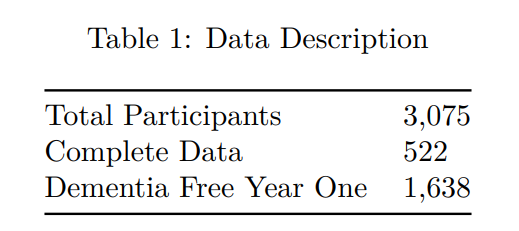 Table 1: Data Description
Total Participants 3,075
Complete Data 522
Dementia Free Year One 1,638